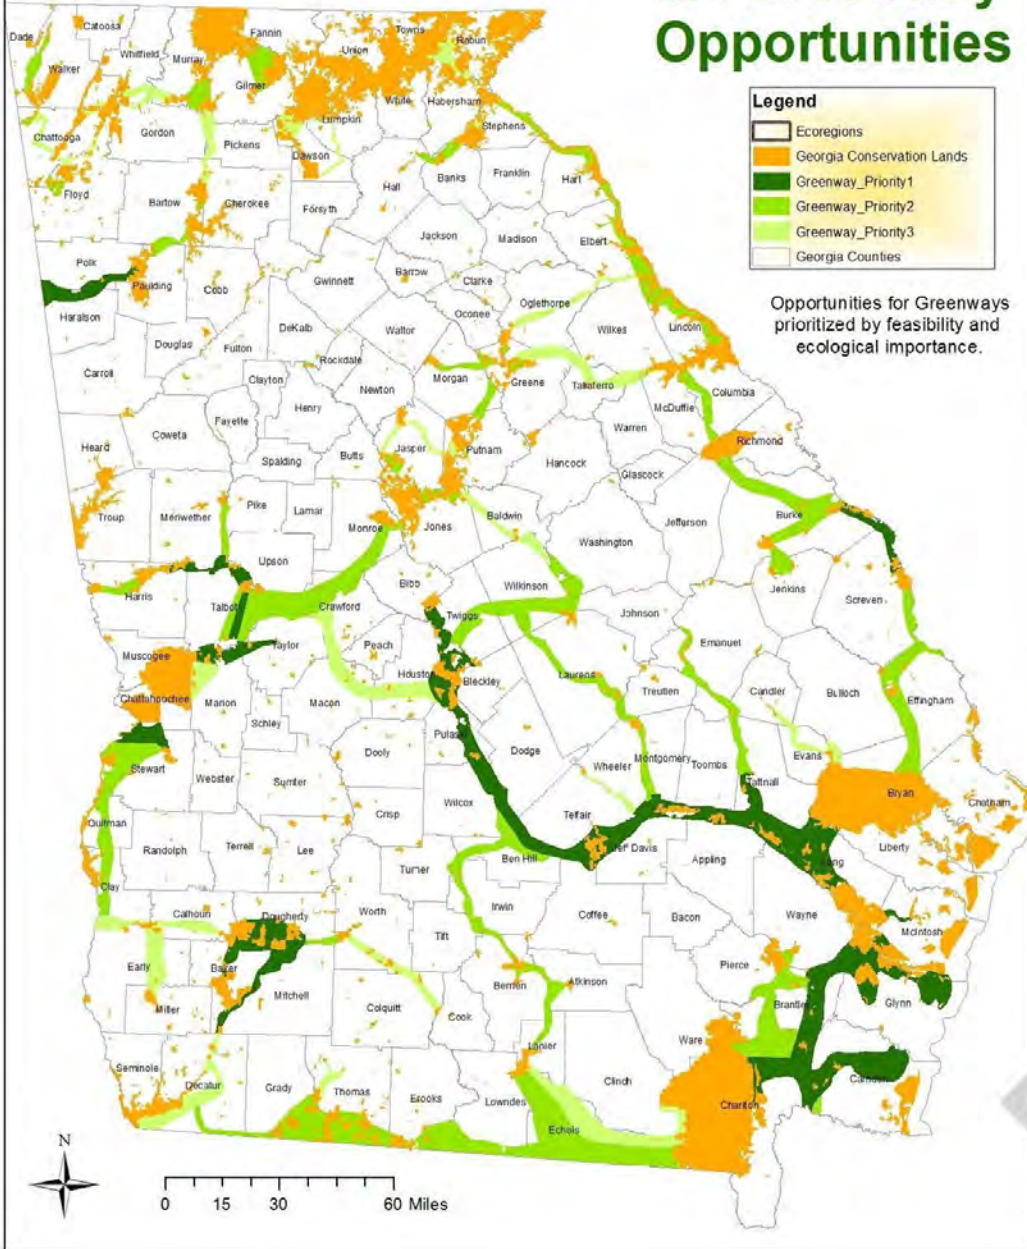 Opportunities
Legend
Ecoregions
Georgia Conservation Lands
Greenway_Priority1
Greenway_Priority2
Greenway_Priority3
Georgia Counties
Opportunities for Greenways
prioritized by feasibility and
ecological importance.
Dade
Catoosa
Fannin
Towns
Rabun
Union
Whitfield
Murray
Walker
Gilmer
White
Habersham
Lumpkin
Stephens
Chattooga
Gordon
Pickens
Dawson
Banks
Franklin
Hart
Hall
Floyd
Bartow
Cherokee
Forsyth
Jackson
Madison
Elbert
Polk
Paulding
Cobb
Gwinnett
Barrow
Clarke
Oglethorpe
Haralson
Oconee
Wilkes
Lincoln
DeKalb
Walton
Douglas
Fulton
Rockdale
Carroll
Clayton
Newton
Morgan
Greene
Taliaferro
Columbia
McDuffie
Henry
Fayette
Warren
Coweta
Heard
Butts
Jasper
Putnam
Richmond
Spalding
Hancock
Glascock
Troup
Meriwether
Pike
Lamar
Monroe
Jones
Baldwin
Jefferson
Burke
Washington
Upson
Bibb
Wilkinson
Jenkins
Screven
Harris
Talbot
Crawford
Twiggs
Johnson
Emanuel
Muscogee
Taylor
Peach
Houston
Bleckley
Laurens
Treutlen
Candler
Bulloch
Effingham
Chattahoochee
Marion
Macon
Schley
Pulaski
Dooly
Dodge
Wheeler
Montgomery
Toombs
Evans
Tattnall
Stewart
Webster
Sumter
Bryan
Chatham
Quitman
Crisp
Wilcox
Telfair
Jeff Davis
Appling
Long
Liberty
Randolph
Terrell
Lee
Turner
Ben Hill
Clay
Calhoun
Dougherty
Worth
Irwin
Coffee
Bacon
Wayne
McIntosh
Tift
Early
Baker
Mitchell
Pierce
Berrien
Atkinson
Brantley
Glynn
Miller
Colquitt
Cook
Ware
Lanier
Seminole
Decatur
Grady
Thomas
Brooks
Lowndes
Clinch
Camden
Charlton
Echols
N
0 15 30 60 Miles